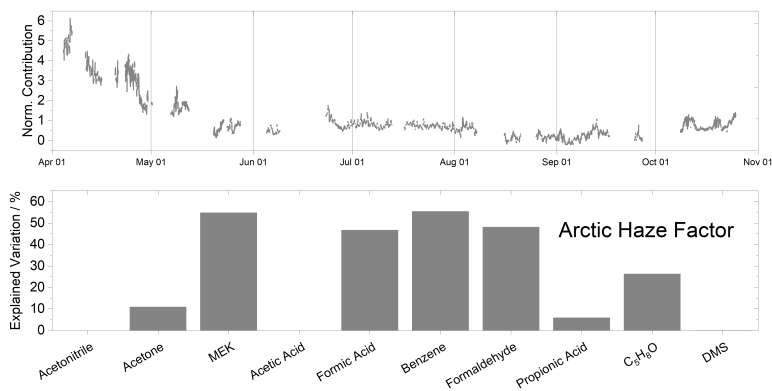 Norm. Contribution
6
5
4
3
2
1
0
Apr 01 May 01 Jun 01 Jul 01 Aug 01 Sep 01 Oct 01 Nov 01
Explained Variation / %
60
50
40
30
20
10
0
Arctic Haze Factor
Acetonitrile Acetone MEK Acetic Acid Formic Acid Benzene Formaldehyde Propionic Acid C₅H₈O DMS